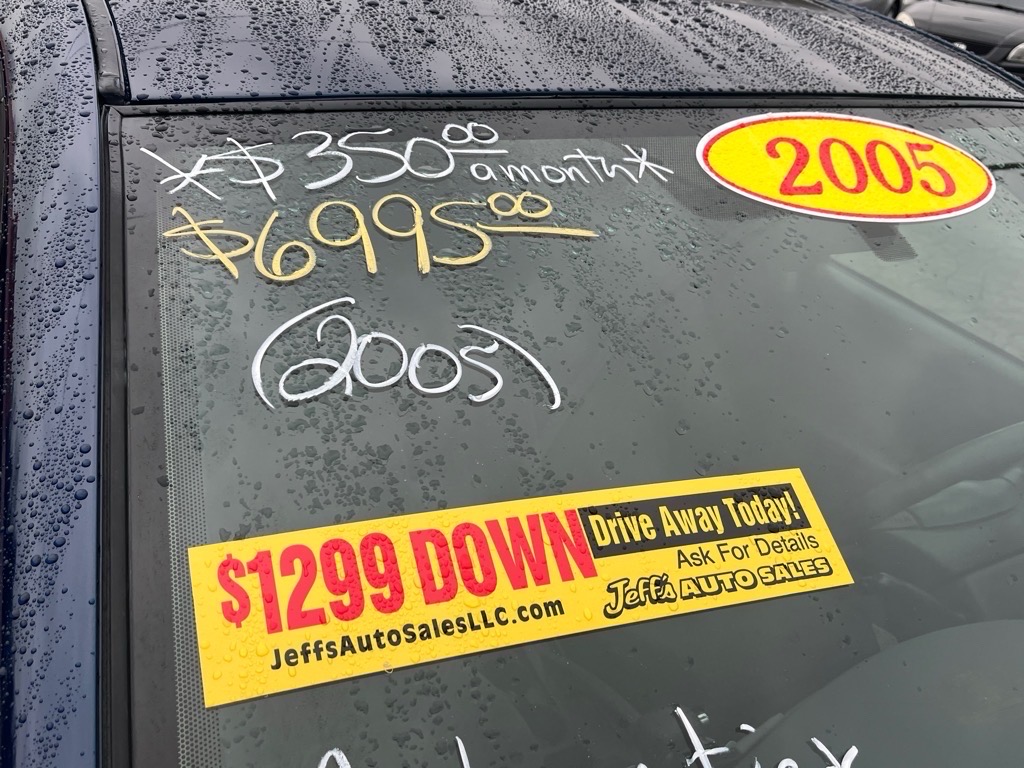 *$350.00 a month*
$6995.00
2005
(2005)
$1299 DOWN
Drive Away Today!
Ask For Details
JeffsAutoSalesLLC.com
Jeff's AUTO SALES